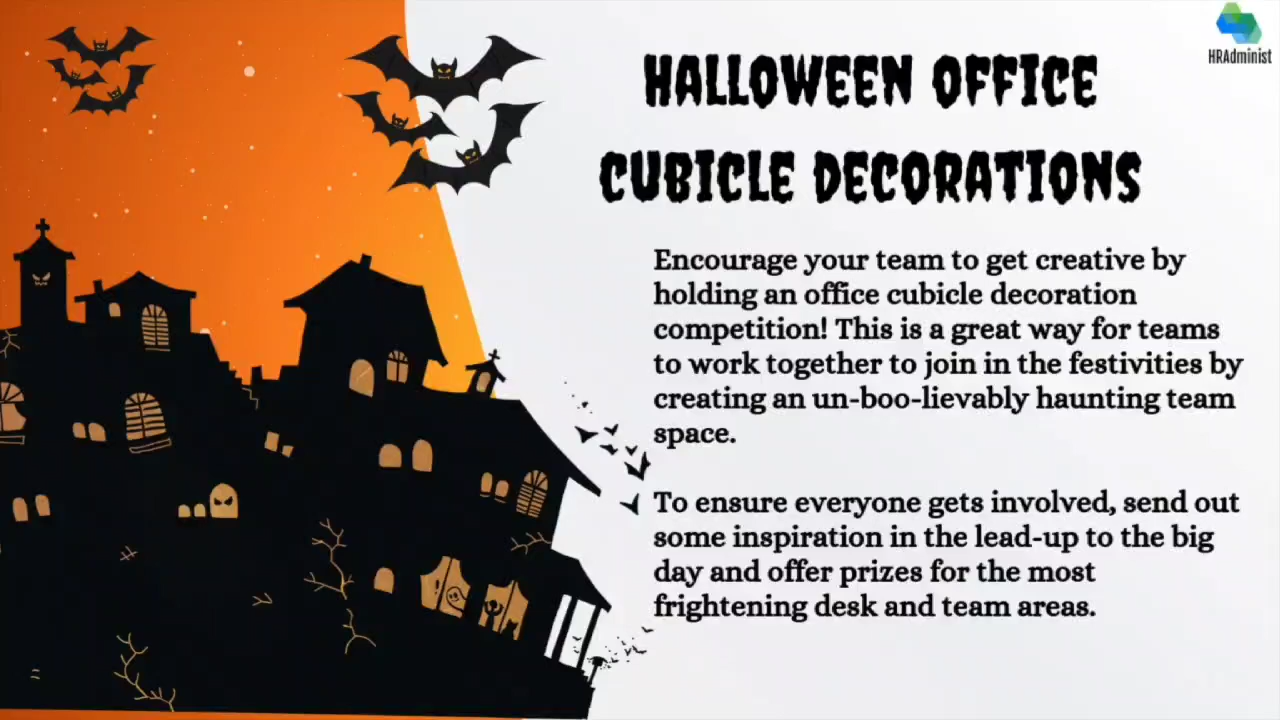 HRAdminist
HALLOWEEN OFFICE
CUBICLE DECORATIONS
Encourage your team to get creative by
holding an office cubicle decoration
competition! This is a great way for teams
to work together to join in the festivities by
creating an un-boo-lievably haunting team
space.
To ensure everyone gets involved, send out
some inspiration in the lead-up to the big
day and offer prizes for the most
frightening desk and team areas.